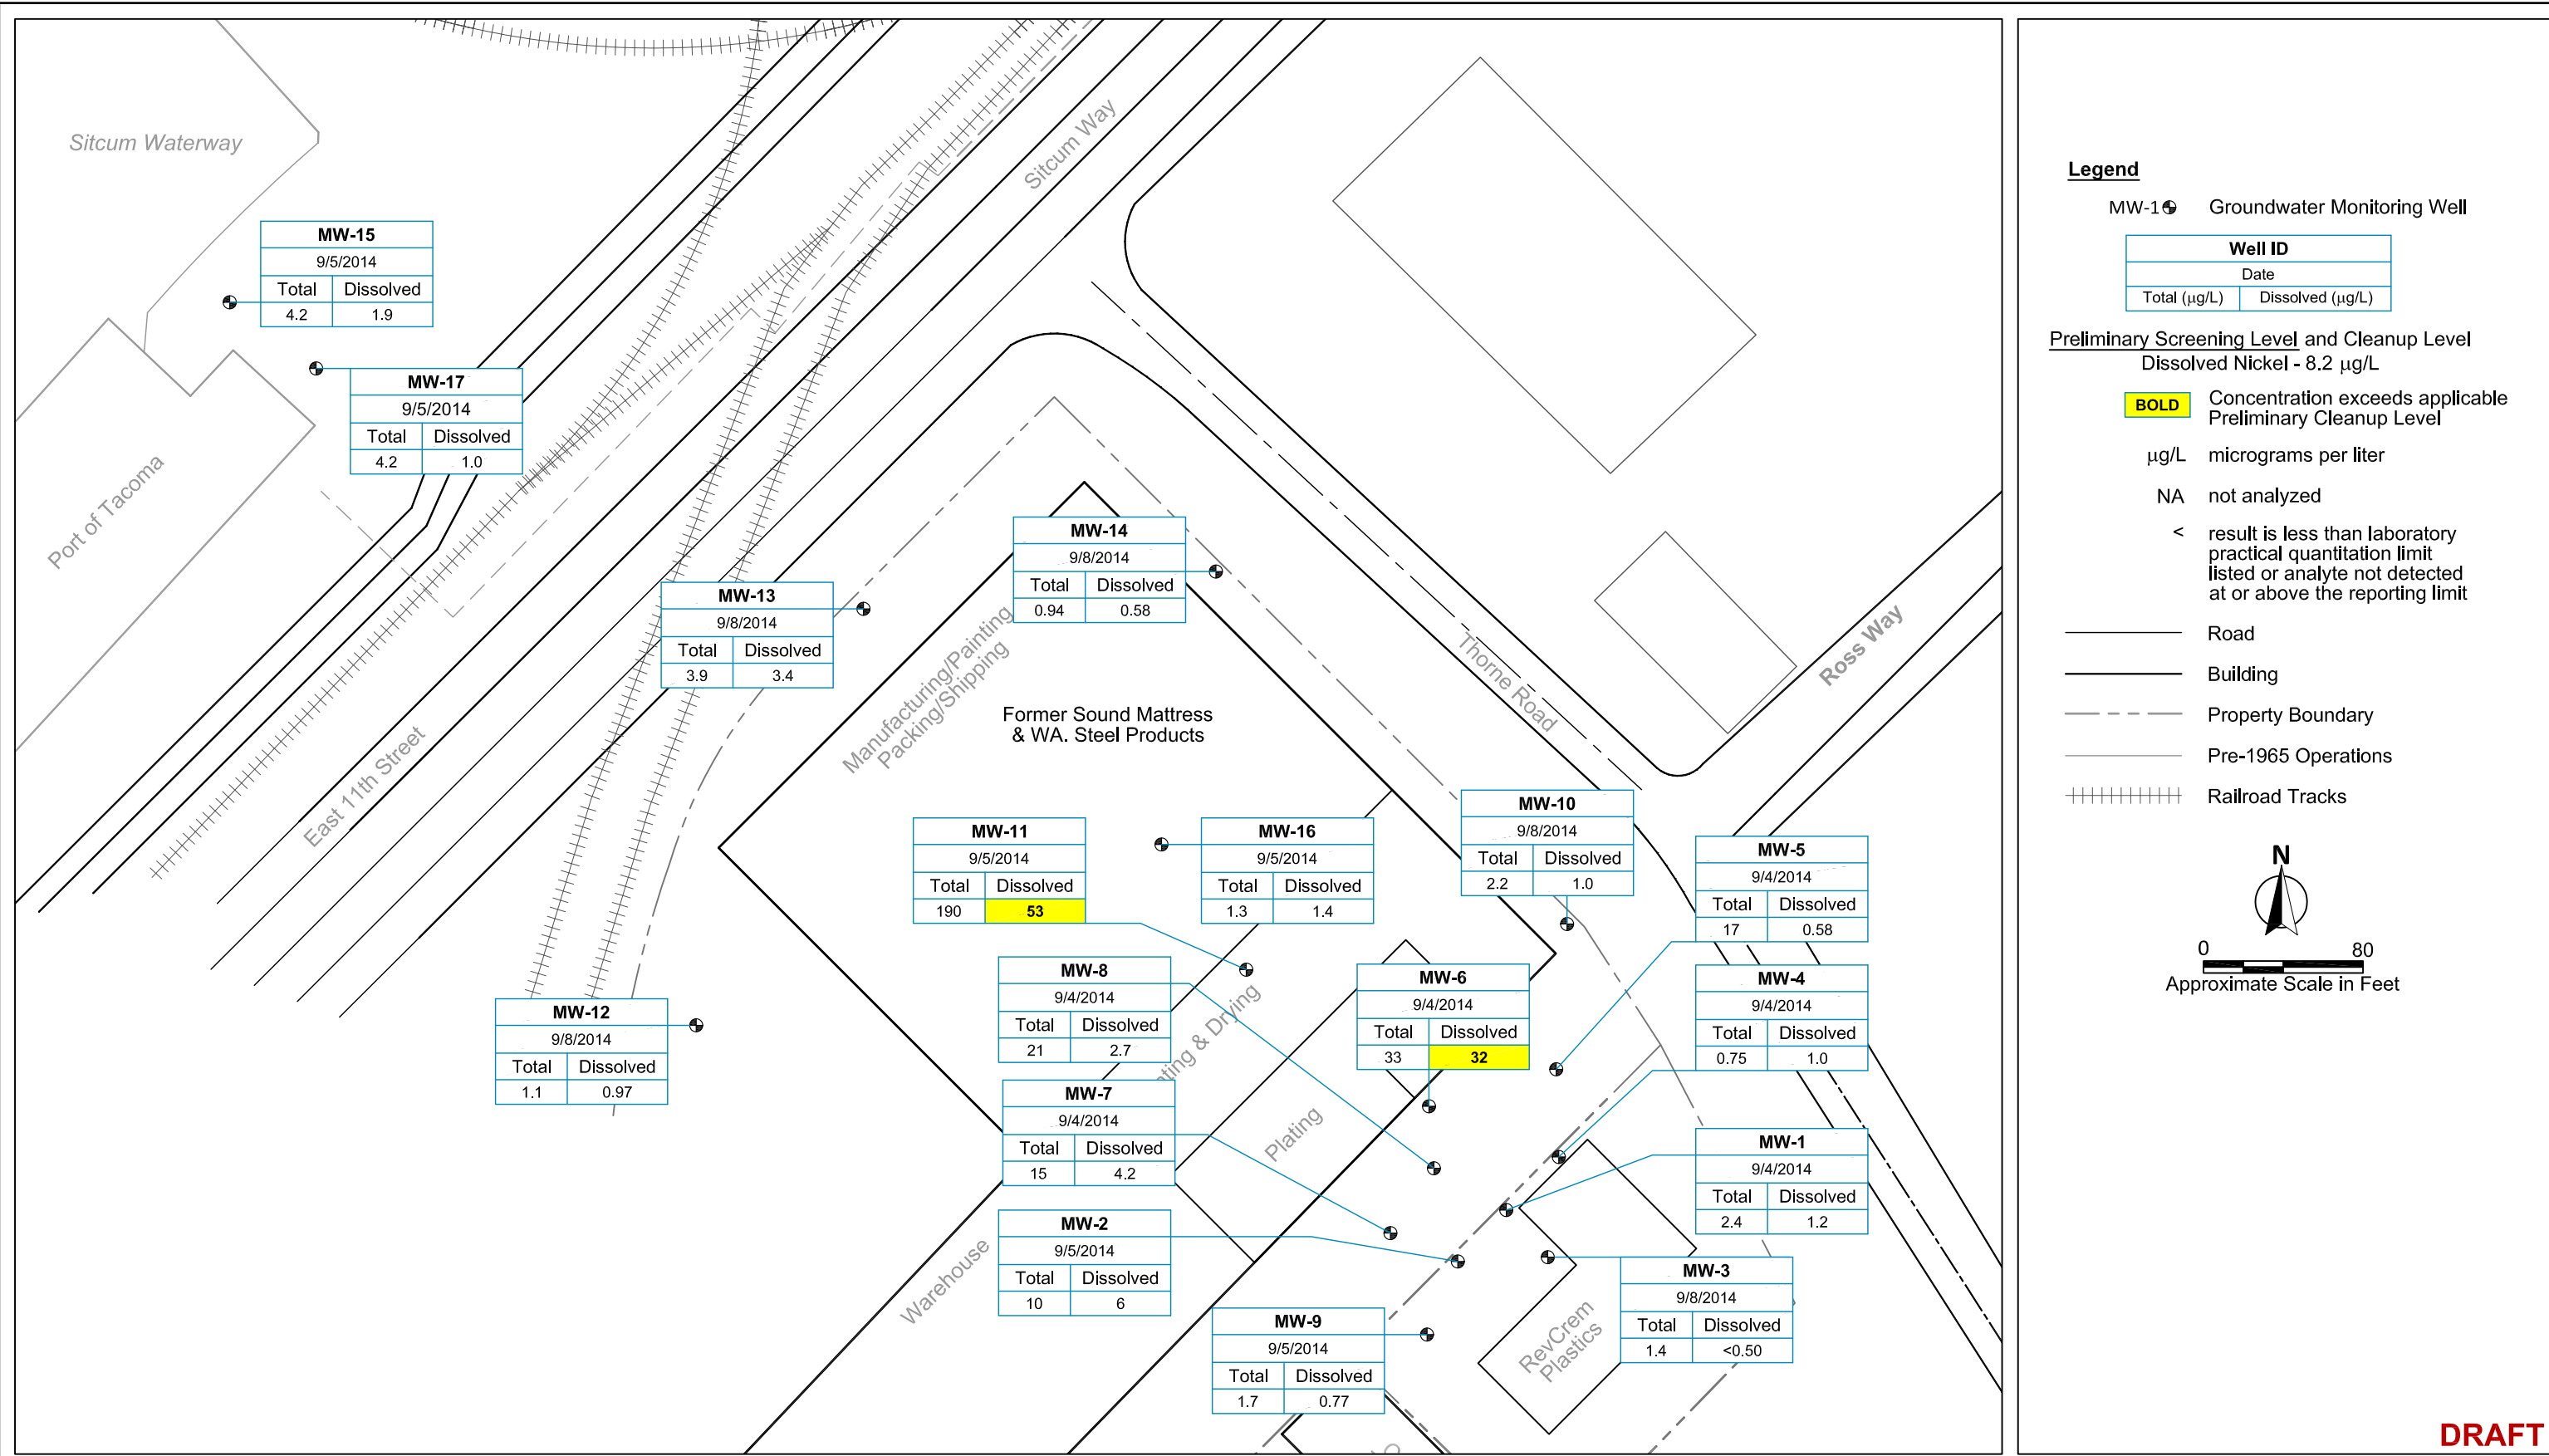 Sitcum Waterway
Sitcum Way
MW-15
9/5/2014
Total Dissolved
4.2 1.9
MW-17
9/5/2014
Total Dissolved
4.2 1.0
Port of Tacoma
East 11th Street
MW-13
9/8/2014
Total Dissolved
3.9 3.4
MW-14
9/8/2014
Total Dissolved
0.94 0.58
Manufacturing/Painting
Packing/Shipping
Former Sound Mattress
& WA. Steel Products
Thorne Road
Ross Way
MW-11
9/5/2014
Total Dissolved
190 53
MW-16
9/5/2014
Total Dissolved
1.3 1.4
MW-10
9/8/2014
Total Dissolved
2.2 1.0
MW-5
9/4/2014
Total Dissolved
17 0.58
MW-8
9/4/2014
Total Dissolved
21 2.7
MW-6
9/4/2014
Total Dissolved
33 32
MW-4
9/4/2014
Total Dissolved
0.75 1.0
MW-12
9/8/2014
Total Dissolved
1.1 0.97
& Drying
MW-7
9/4/2014
Total Dissolved
15 4.2
Plating
MW-1
9/4/2014
Total Dissolved
2.4 1.2
MW-2
9/5/2014
Total Dissolved
10 6
Warehouse
MW-3
9/8/2014
Total Dissolved
1.4 <0.50
MW-9
9/5/2014
Total Dissolved
1.7 0.77
RevCrem
Plastics
Legend
MW-1 Groundwater Monitoring Well
Well ID
Date
Total (µg/L) Dissolved (µg/L)
Preliminary Screening Level and Cleanup Level
Dissolved Nickel - 8.2 µg/L
BOLD Concentration exceeds applicable
Preliminary Cleanup Level
µg/L micrograms per liter
NA not analyzed
< result is less than laboratory
practical quantitation limit
listed or analyte not detected
at or above the reporting limit
Road
Building
Property Boundary
Pre-1965 Operations
Railroad Tracks
N
0 80
Approximate Scale in Feet
DRAFT